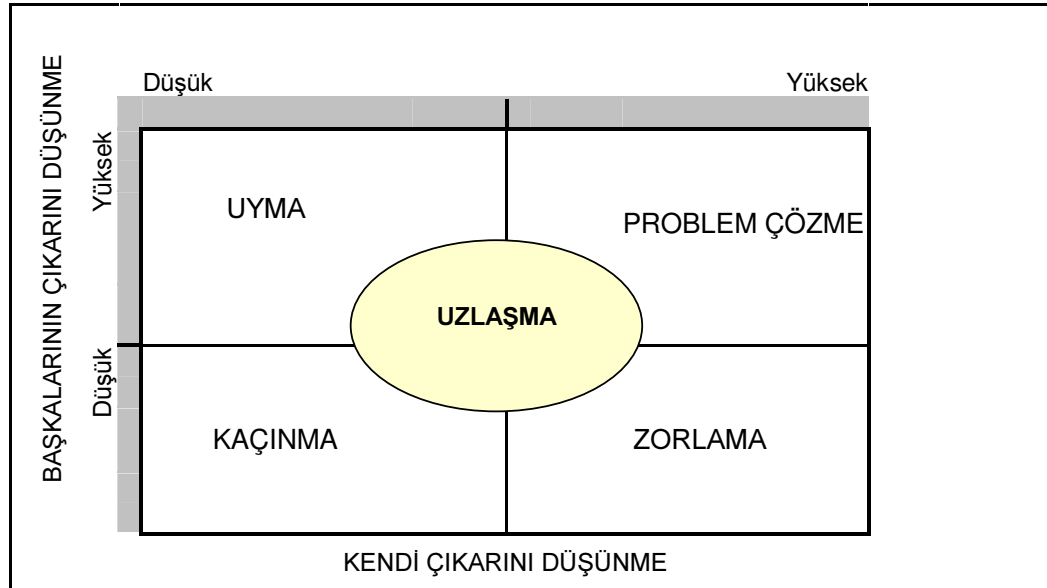 BAŞKALARININ ÇIKARINI DÜŞÜNME
Düşük Yüksek
Yüksek
UYMA
PROBLEM ÇÖZME
UZLAŞMA
Düşük
KAÇINMA ZORLAMA
KENDİ ÇIKARINI DÜŞÜNME